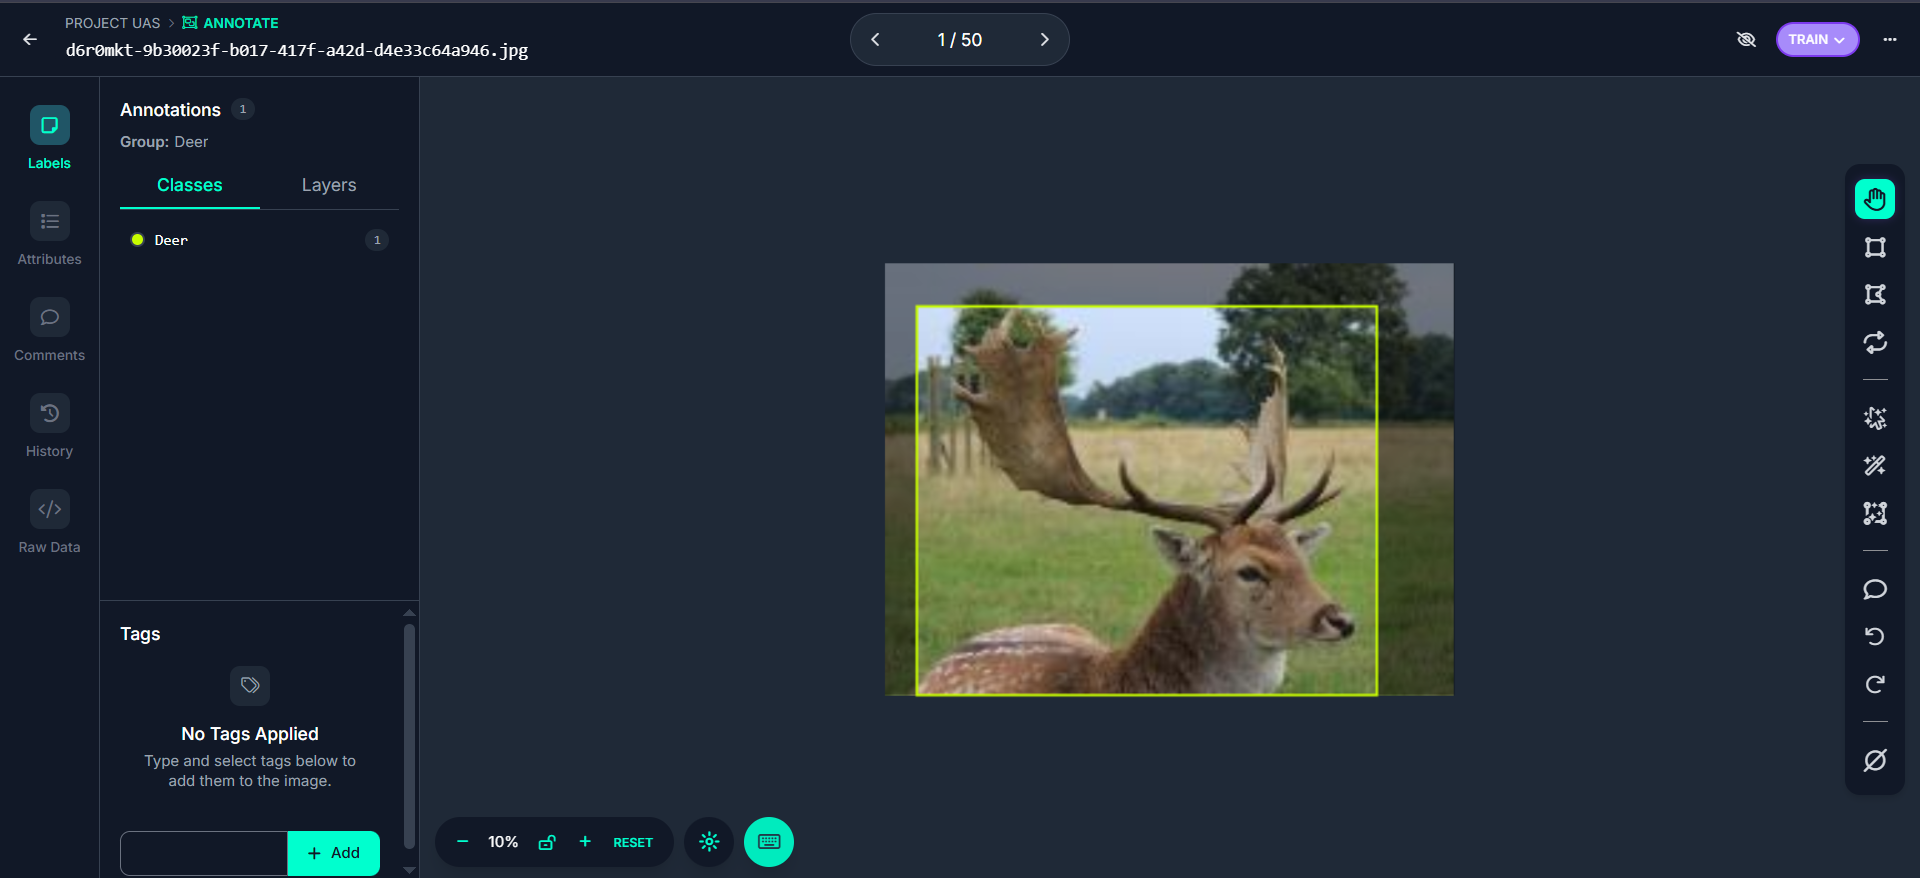 PROJECT UAS > ANNOTATE
d6r0mkt-9b30023f-b017-417f-a42d-d4e33c64a946.jpg
1 / 50
TRAIN
Labels
Attributes
Comments
History
Raw Data
Annotations 1
Group: Deer
Classes Layers
Deer 1
Tags
No Tags Applied
Type and select tags below to
add them to the image.
+ Add
− 10% + RESET